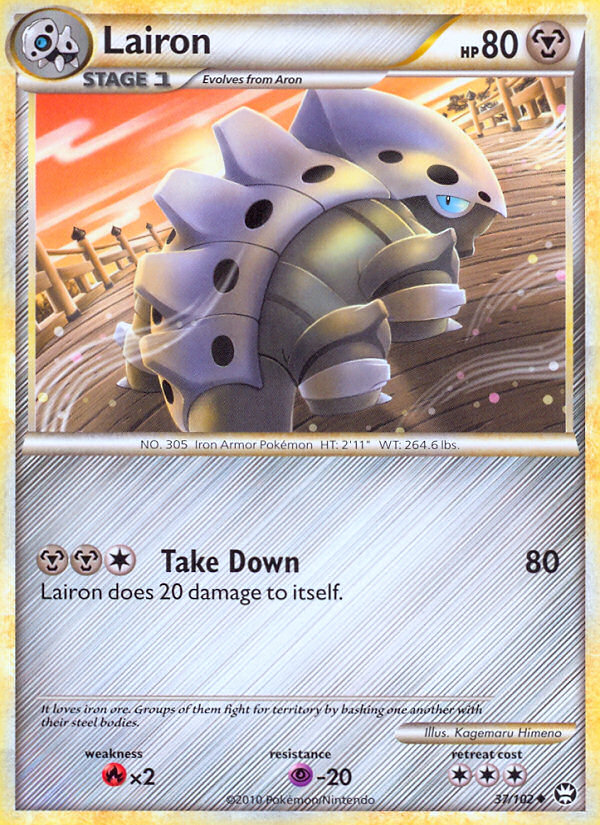 Lairon
HP 80
STAGE 1
Evolves from Aron
NO. 305 Iron Armor Pokémon HT: 2'11" WT: 264.6 lbs.
Take Down 80
Lairon does 20 damage to itself.
It loves iron ore. Groups of them fight for territory by bashing one another with
their steel bodies.
Illus. Kagemaru Himeno
weakness resistance retreat cost
×2 -20
©2010 Pokémon/Nintendo 37/102